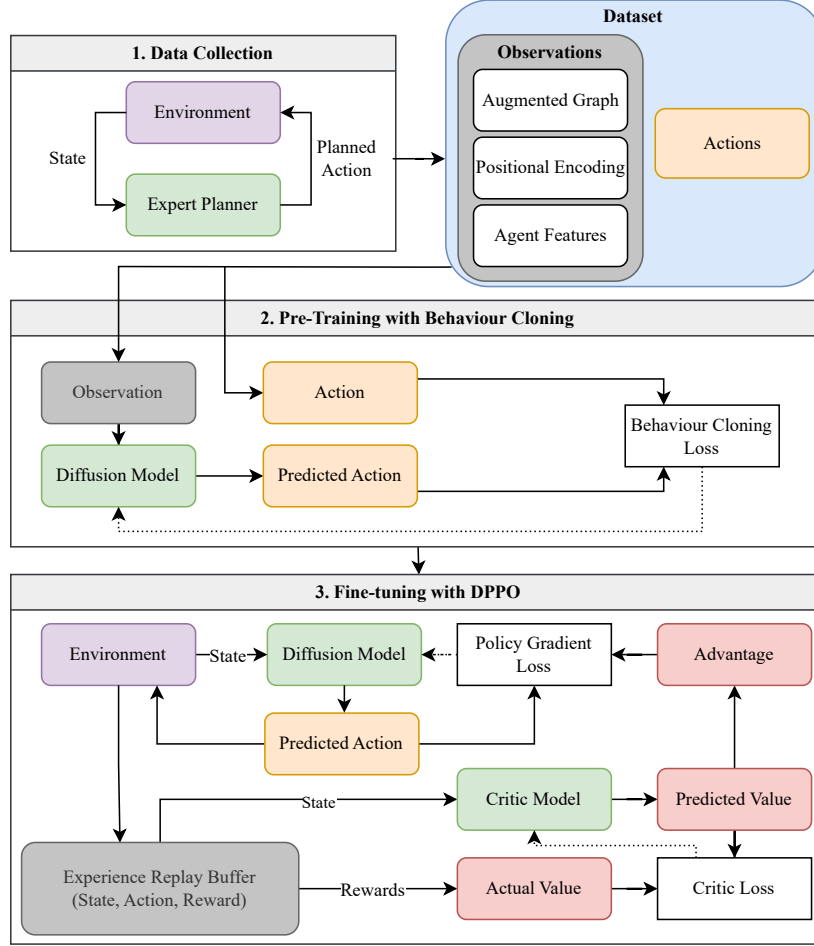 Dataset
1. Data Collection
Observations
Environment
Augmented Graph
State
Planned
Action
Positional Encoding
Actions
Expert Planner
Agent Features
2. Pre-Training with Behaviour Cloning
Observation
Action
Behaviour Cloning
Loss
Diffusion Model
Predicted Action
3. Fine-tuning with DPPO
Environment
State
Diffusion Model
Policy Gradient
Loss
Advantage
Predicted Action
State
Critic Model
Predicted Value
Experience Replay Buffer
(State, Action, Reward)
Rewards
Actual Value
Critic Loss